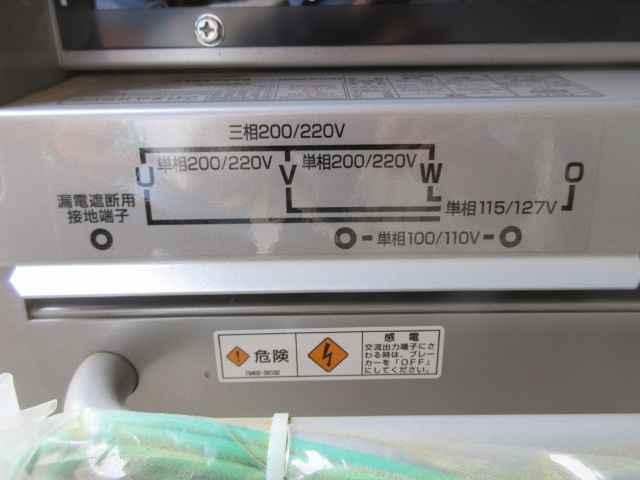 三相200/220V
単相200/220V 単相200/220V
U V W O
漏電遮断用
接地端子
単相115/127V
単相100/110V
危険
感電
交流出力端子にさ
わる時は、ブレー
カーを「OFF」
にしてください。